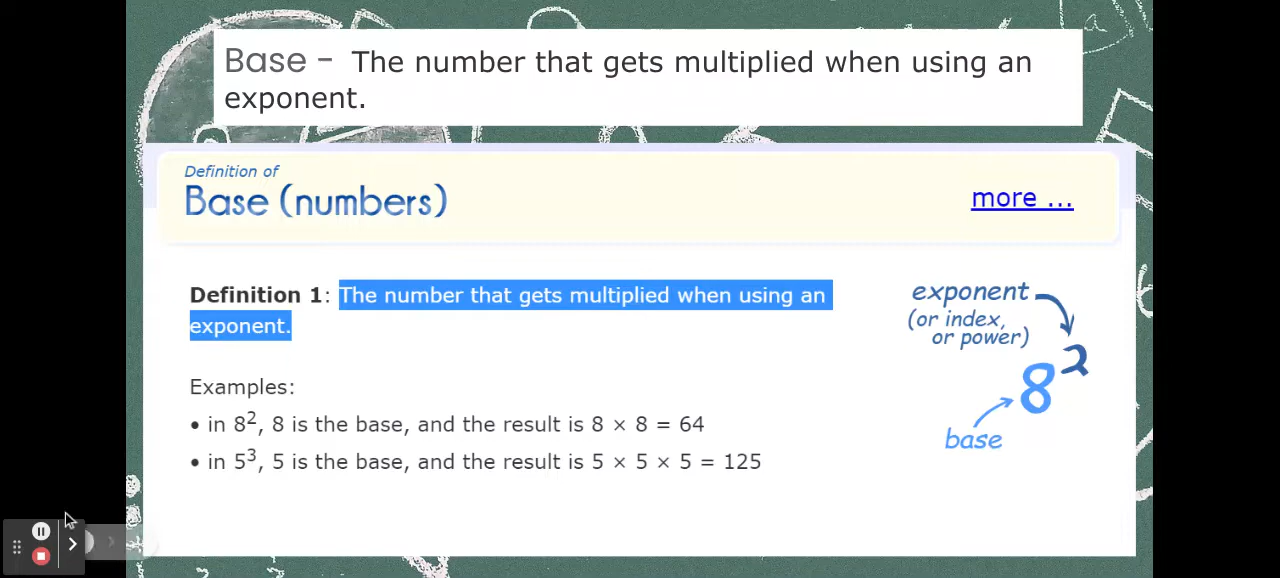 Base - The number that gets multiplied when using an
exponent.
Definition of
Base (numbers)
more ...
Definition 1: The number that gets multiplied when using an
exponent.
Examples:
• in 8², 8 is the base, and the result is 8 × 8 = 64
• in 5³, 5 is the base, and the result is 5 × 5 × 5 = 125
exponent
(or index,
or power)
8²
base